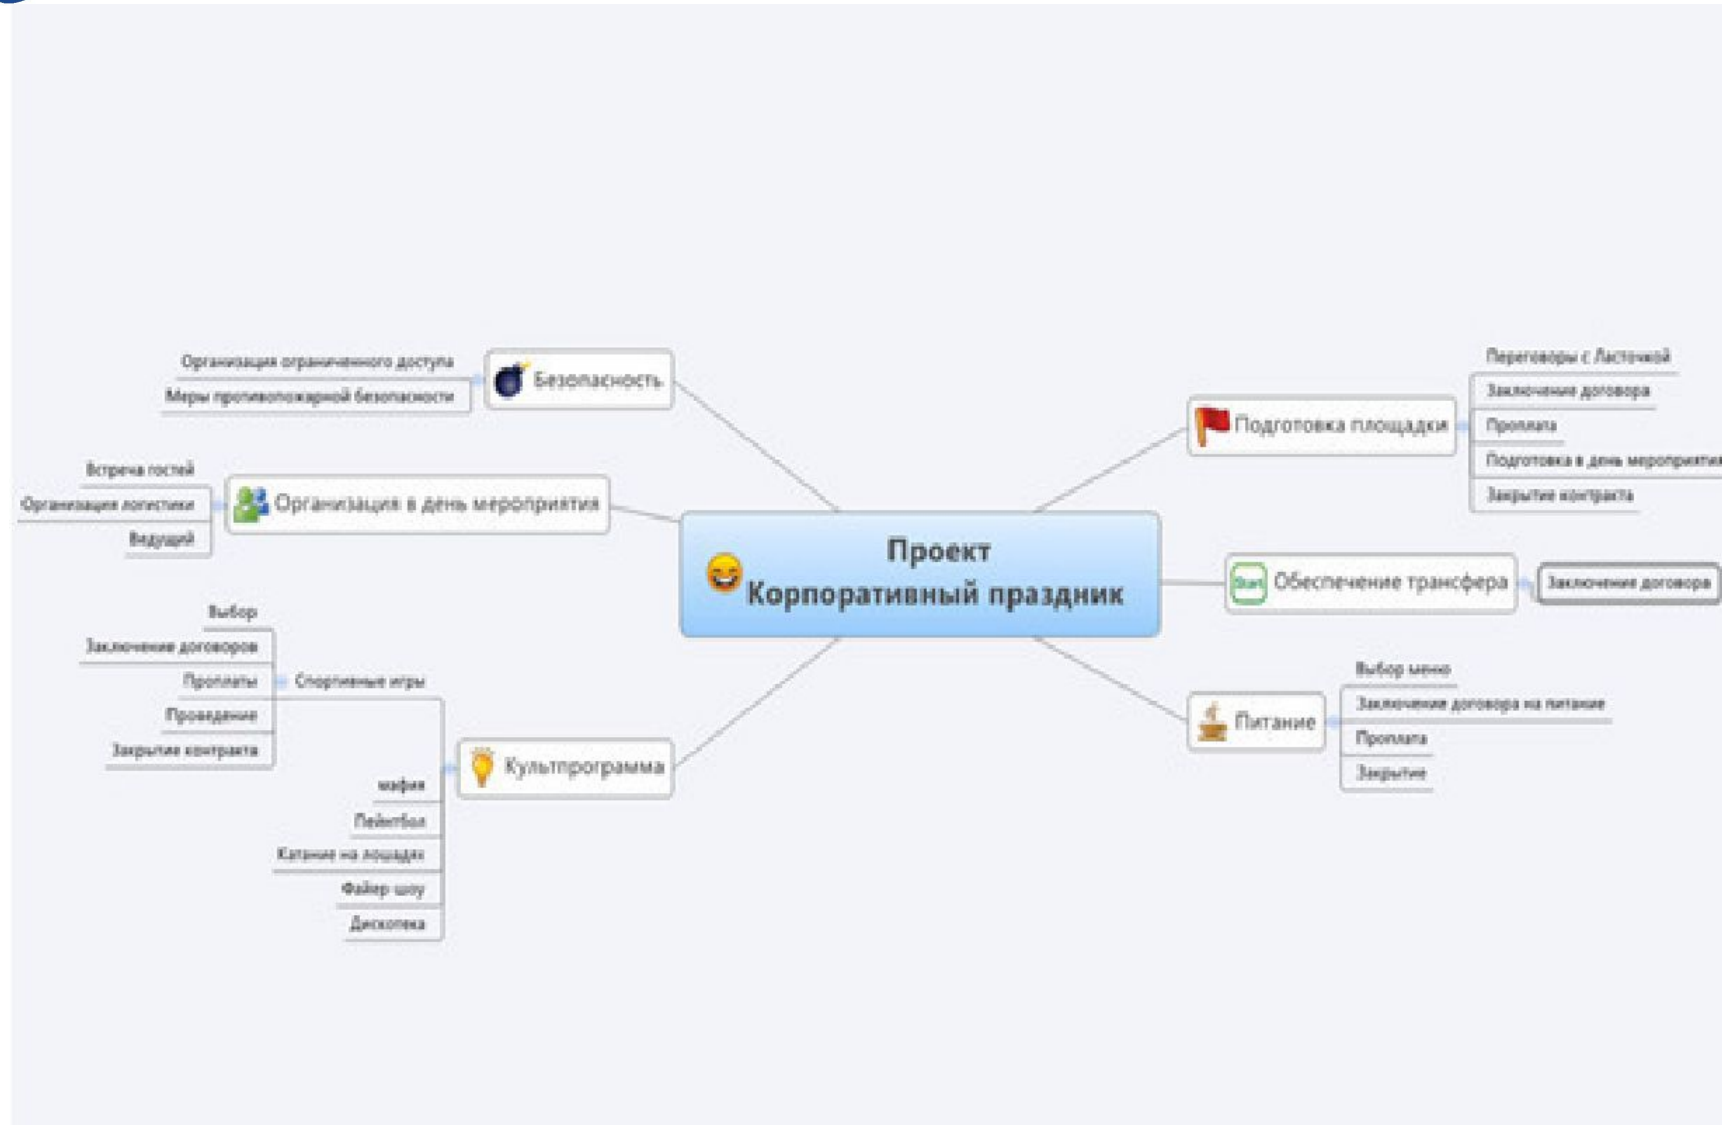 Проект
Корпоративный праздник
Подготовка площадки
Переговоры с Ласточкой
Заключение договора
Проплата
Подготовка в день мероприятия
Закрытие контракта
Обеспечение трансфера
Start
Заключение договора
Питание
Выбор меню
Заключение договора на питание
Проплата
Закрытие
Безопасность
Организация ограниченного доступа
Меры противопожарной безопасности
Организация в день мероприятия
Встреча гостей
Организация логистики
Ведущий
Культпрограмма
Спортивные игры
Выбор
Заключение договоров
Проплаты
Проведение
Закрытие контракта
мафия
Пейнтбол
Катание на лошадях
Файер шоу
Дискотека